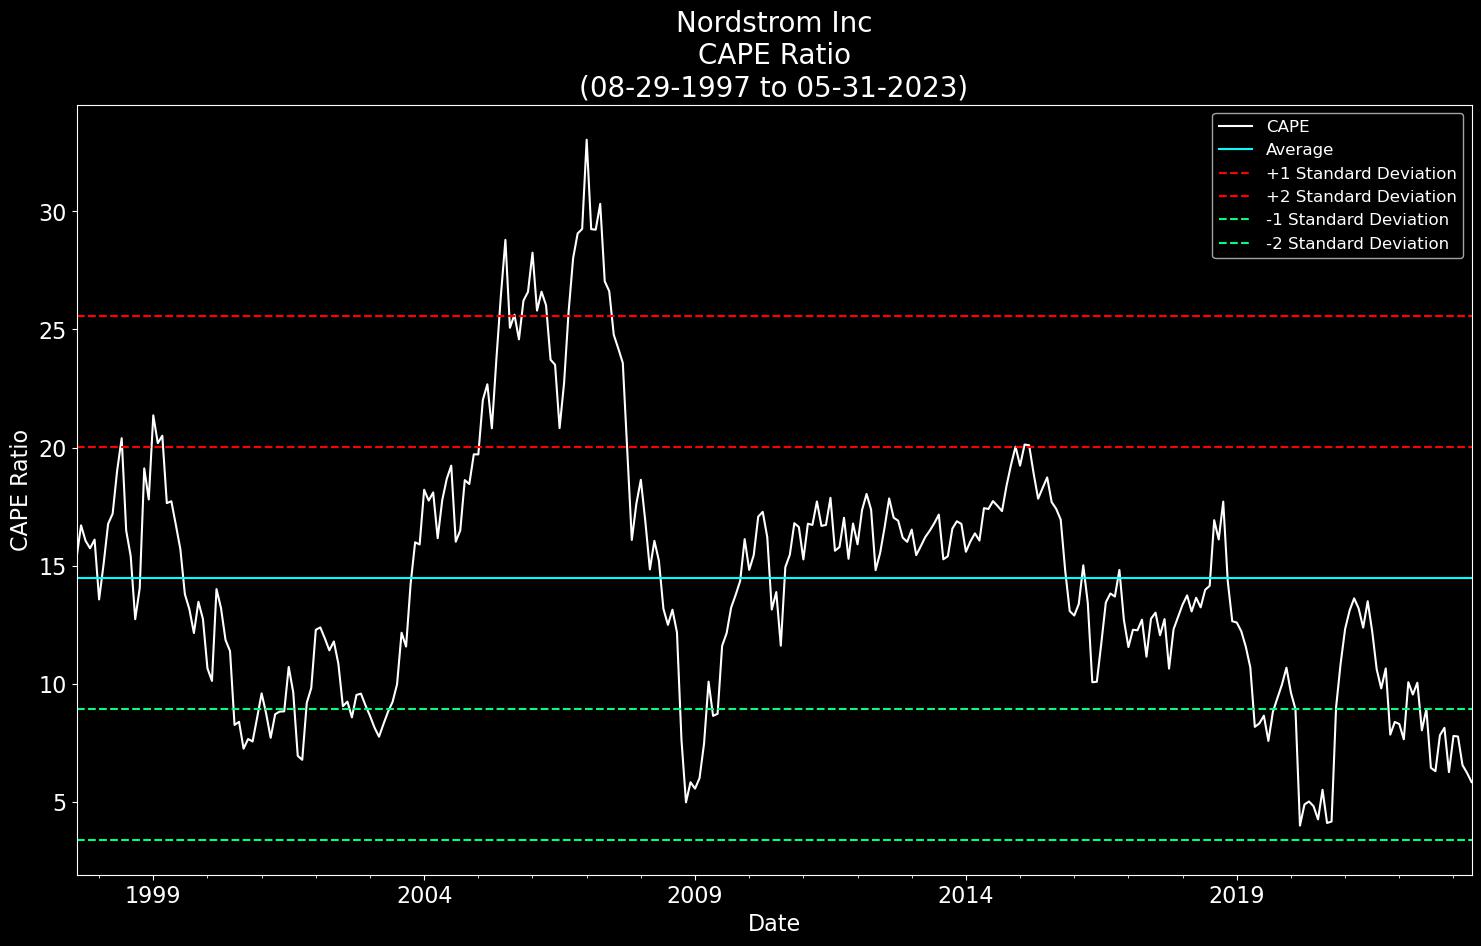 Nordstrom Inc
CAPE Ratio
(08-29-1997 to 05-31-2023)
CAPE
Average
+1 Standard Deviation
+2 Standard Deviation
-1 Standard Deviation
-2 Standard Deviation
CAPE Ratio
30
25
20
15
10
5
1999 2004 2009 2014 2019
Date